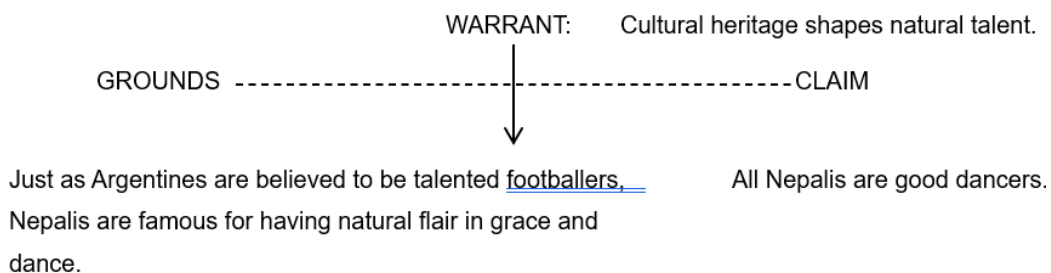 WARRANT: Cultural heritage shapes natural talent.
GROUNDS CLAIM
Just as Argentines are believed to be talented footballers, All Nepalis are good dancers.
Nepalis are famous for having natural flair in grace and
dance.